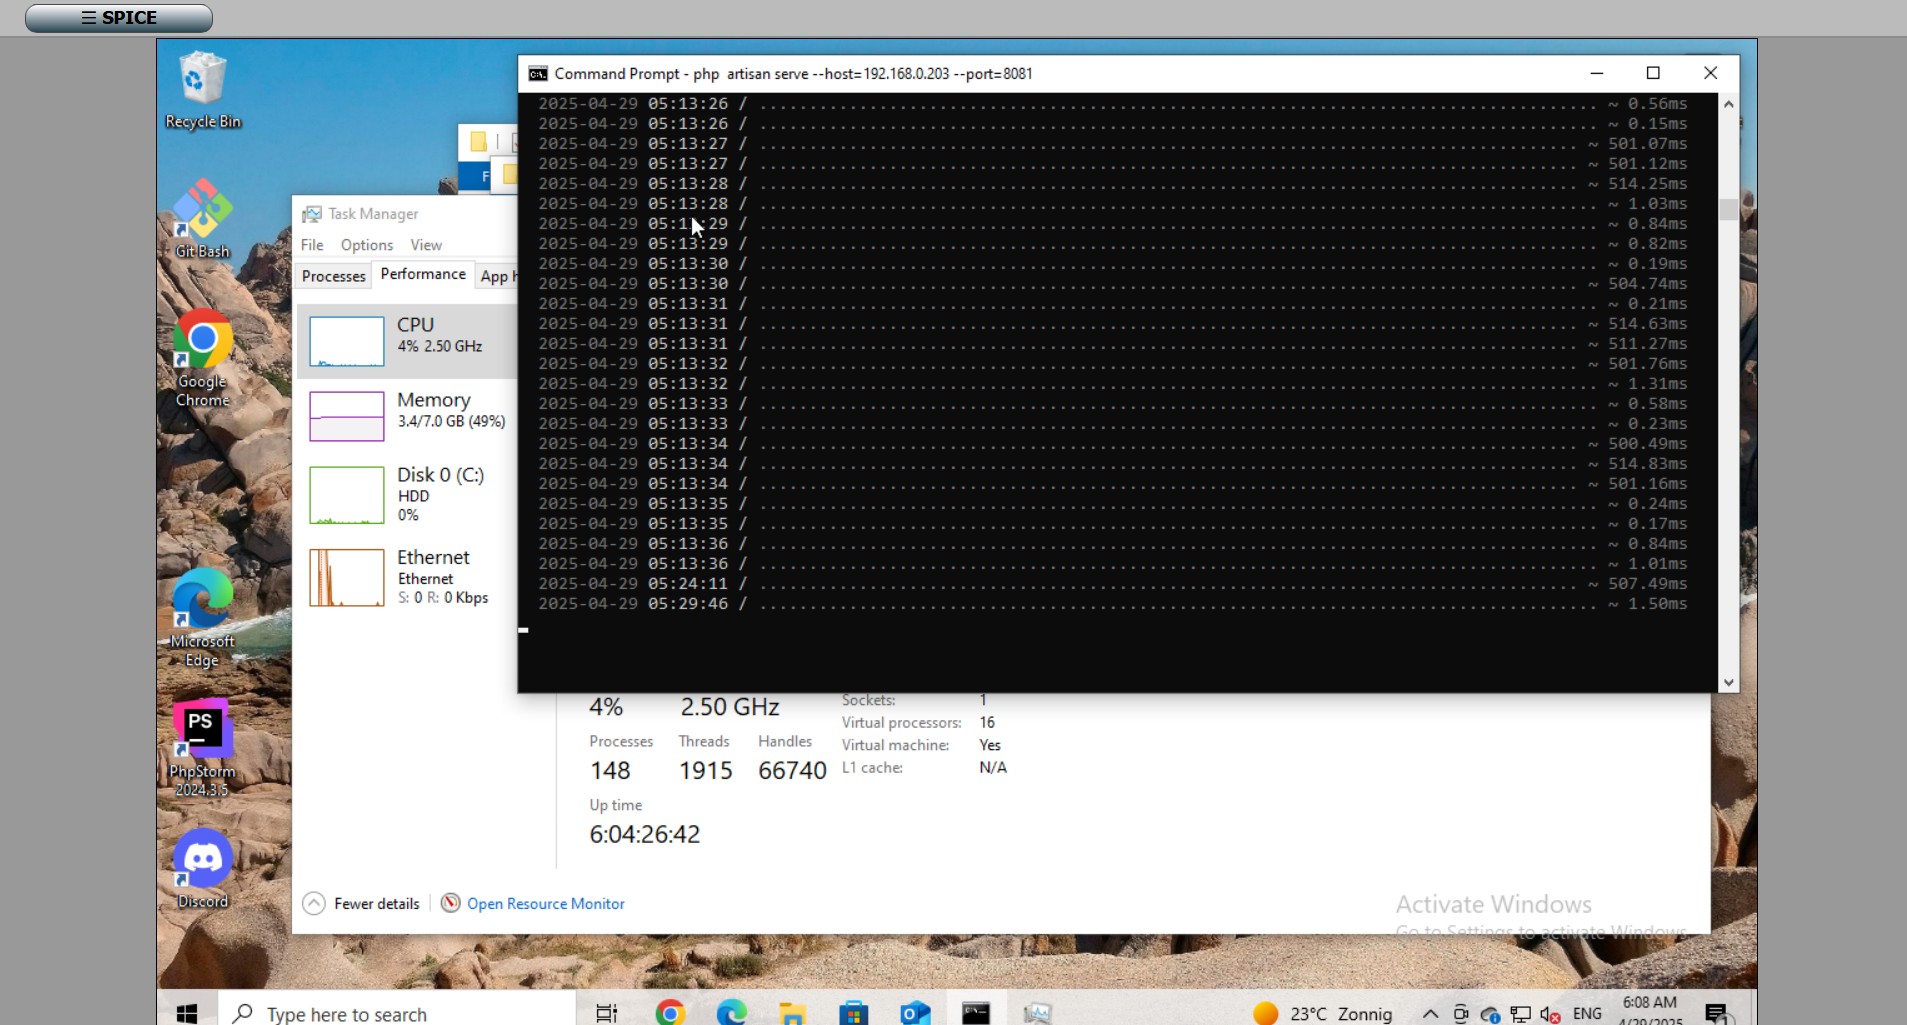 ☰ SPICE
Recycle Bin
Git Bash
Google
Chrome
Microsoft
Edge
PhpStorm
2024.3.5
Discord
F
Task Manager
File Options View
Processes Performance App h
CPU
4% 2.50 GHz
Memory
3.4/7.0 GB (49%)
Disk 0 (C:)
HDD
0%
Ethernet
Ethernet
S: 0 R: 0 Kbps
Command Prompt - php artisan serve --host=192.168.0.203 --port=8081
2025-04-29 05:13:26 / ~ 0.56ms
2025-04-29 05:13:26 / ~ 0.15ms
2025-04-29 05:13:27 / ~ 501.07ms
2025-04-29 05:13:27 / ~ 501.12ms
2025-04-29 05:13:28 / ~ 514.25ms
2025-04-29 05:13:28 / ~ 1.03ms
2025-04-29 05:13:29 / ~ 0.84ms
2025-04-29 05:13:29 / ~ 0.82ms
2025-04-29 05:13:30 / ~ 0.19ms
2025-04-29 05:13:30 / ~ 504.74ms
2025-04-29 05:13:31 / ~ 0.21ms
2025-04-29 05:13:31 / ~ 514.63ms
2025-04-29 05:13:31 / ~ 511.27ms
2025-04-29 05:13:32 / ~ 501.76ms
2025-04-29 05:13:32 / ~ 1.31ms
2025-04-29 05:13:33 / ~ 0.58ms
2025-04-29 05:13:33 / ~ 0.23ms
2025-04-29 05:13:34 / ~ 500.49ms
2025-04-29 05:13:34 / ~ 514.83ms
2025-04-29 05:13:34 / ~ 501.16ms
2025-04-29 05:13:35 / ~ 0.24ms
2025-04-29 05:13:35 / ~ 0.17ms
2025-04-29 05:13:36 / ~ 0.84ms
2025-04-29 05:13:36 / ~ 1.01ms
2025-04-29 05:24:11 / ~ 507.49ms
2025-04-29 05:29:46 / ~ 1.50ms
4% 2.50 GHz
Processes Threads Handles
148 1915 66740
Up time
6:04:26:42
Sockets: 1
Virtual processors: 16
Virtual machine: Yes
L1 cache: N/A
Fewer details Open Resource Monitor
Activate Windows
Go to Settings to activate Windows.
Type here to search
23°C Zonnig
ENG
6:08 AM
4/29/2025
1